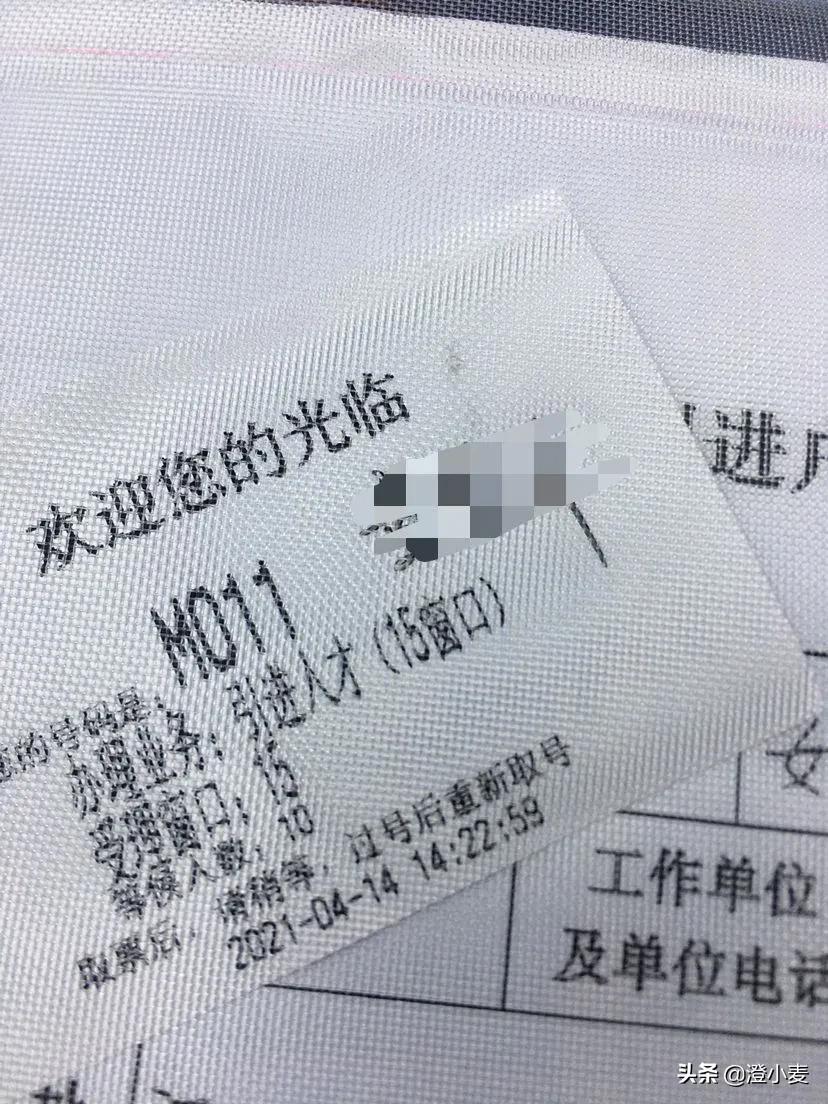 欢迎您的光临
您的号码是: M011
办理业务: 引进人才(15窗口)
受理窗口: 15
等候人数: 10
取票后, 请稍等, 过号后重新取号
2021-04-14 14:22:59
进户
女
工作单位
及单位电话
头条 @澄小麦